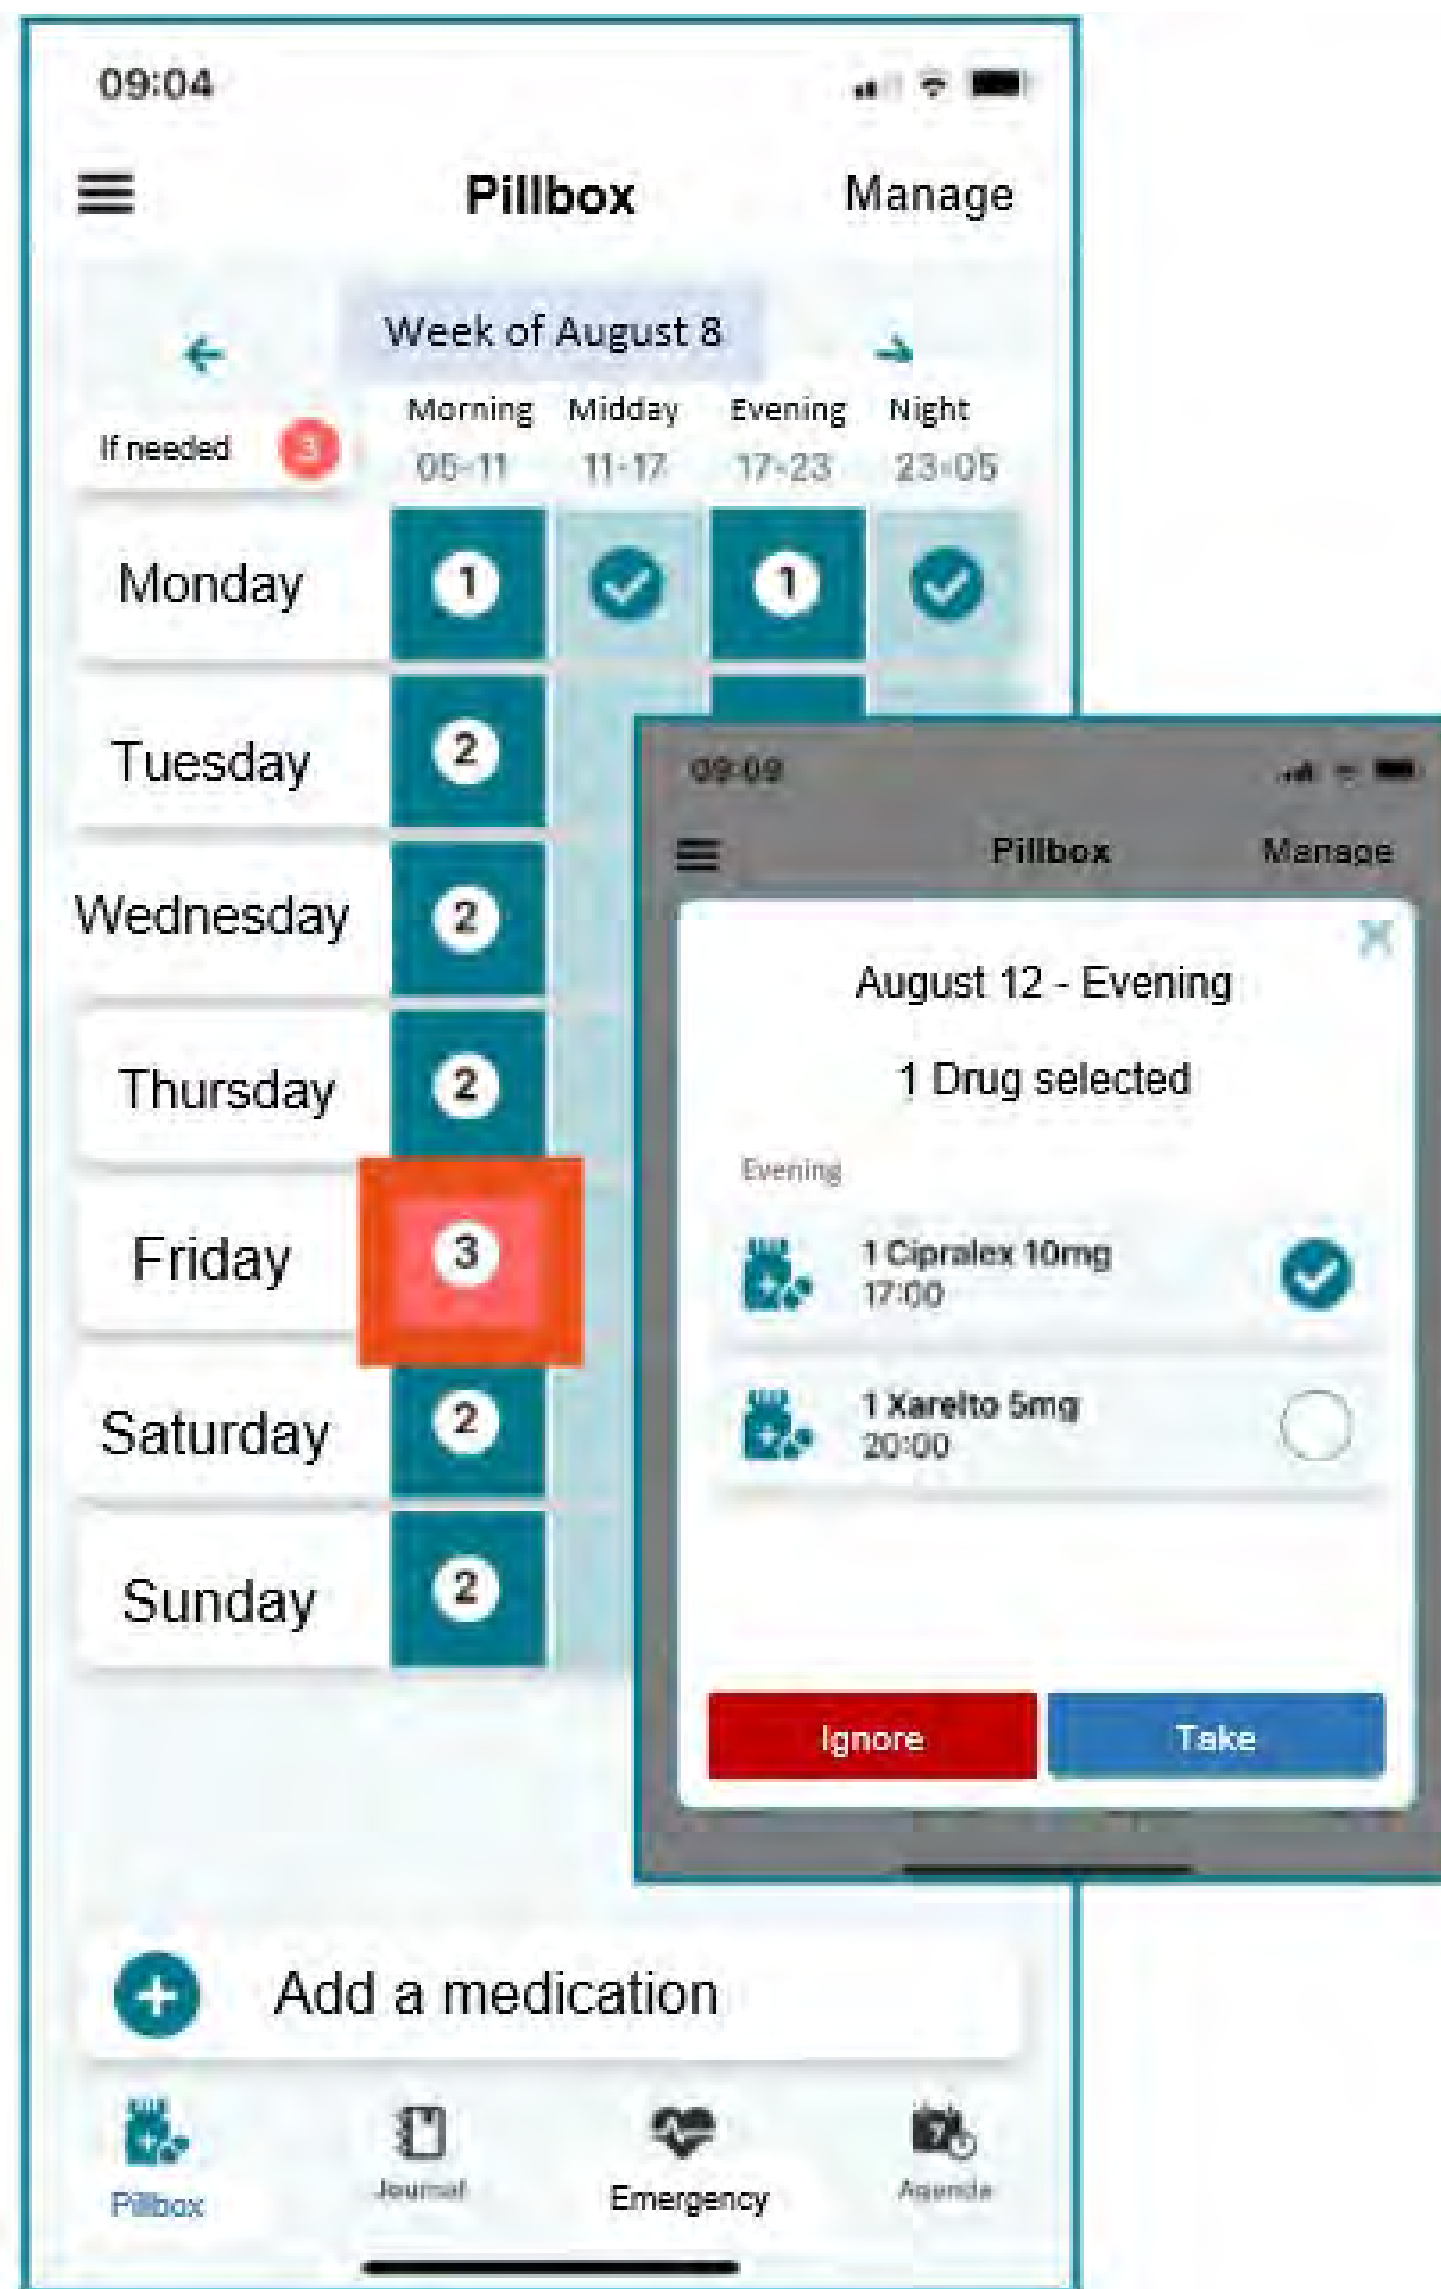 09:04
Pillbox
Manage
Week of August 8
If needed
3
Morning Midday Evening Night
05-11 11-17 17-23 23-05
Monday 1 1
Tuesday 2
Wednesday 2
Thursday 2
Friday 3
Saturday 2
Sunday 2
Add a medication
Pillbox
Journal
Emergency
Agenda
09:09
Pillbox
Manage
August 12 - Evening
1 Drug selected
Evening
1 Cipralex 10mg
17:00
1 Xarelto 5mg
20:00
Ignore
Take